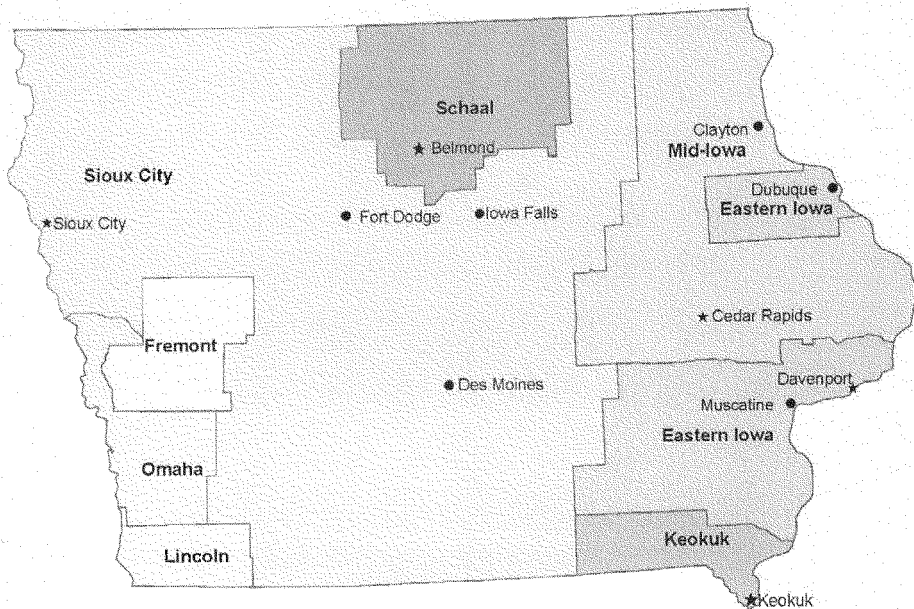 Schaal
Clayton
Mid-Iowa
Belmond
Sioux City
Dubuque
Eastern Iowa
Sioux City
Fort Dodge
Iowa Falls
Cedar Rapids
Fremont
Davenport
Des Moines
Muscatine
Eastern Iowa
Omaha
Keokuk
Lincoln
Keokuk